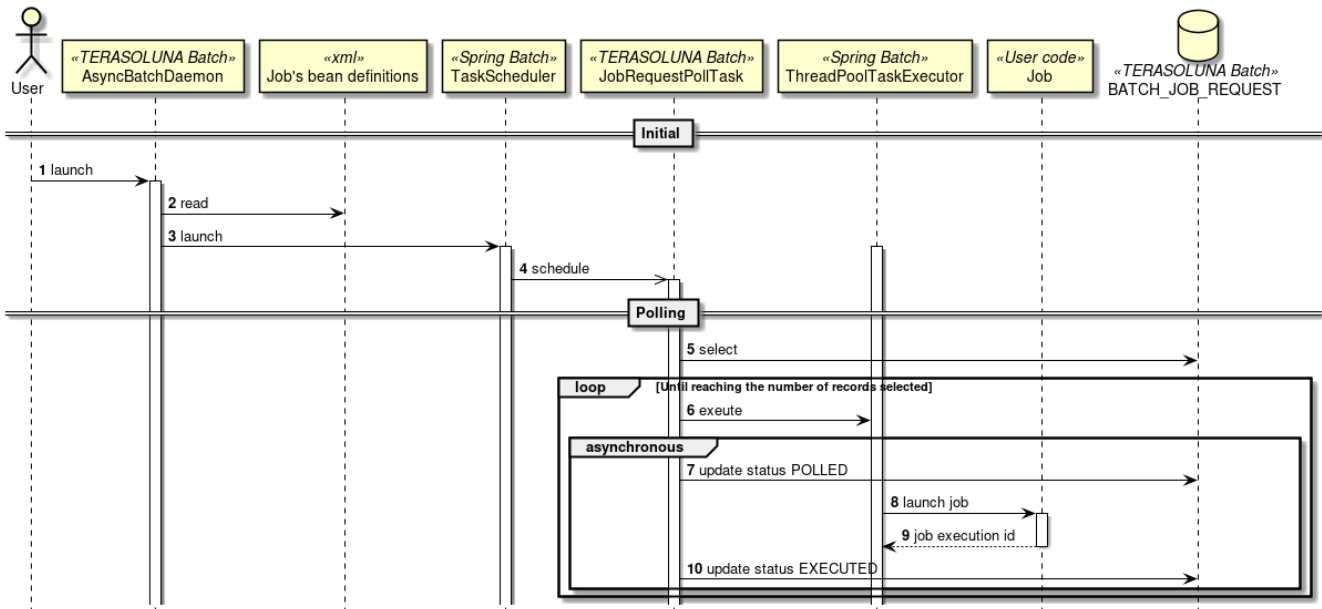 User
«TERASOLUNA Batch»
AsyncBatchDaemon
«xml»
Job's bean definitions
«Spring Batch»
TaskScheduler
«TERASOLUNA Batch»
JobRequestPollTask
«Spring Batch»
ThreadPoolTaskExecutor
«User code»
Job
«TERASOLUNA Batch»
BATCH_JOB_REQUEST
Initial
1 launch
2 read
3 launch
4 schedule
Polling
5 select
loop [Until reaching the number of records selected]
6 exeute
asynchronous
7 update status POLLED
8 launch job
9 job execution id
10 update status EXECUTED